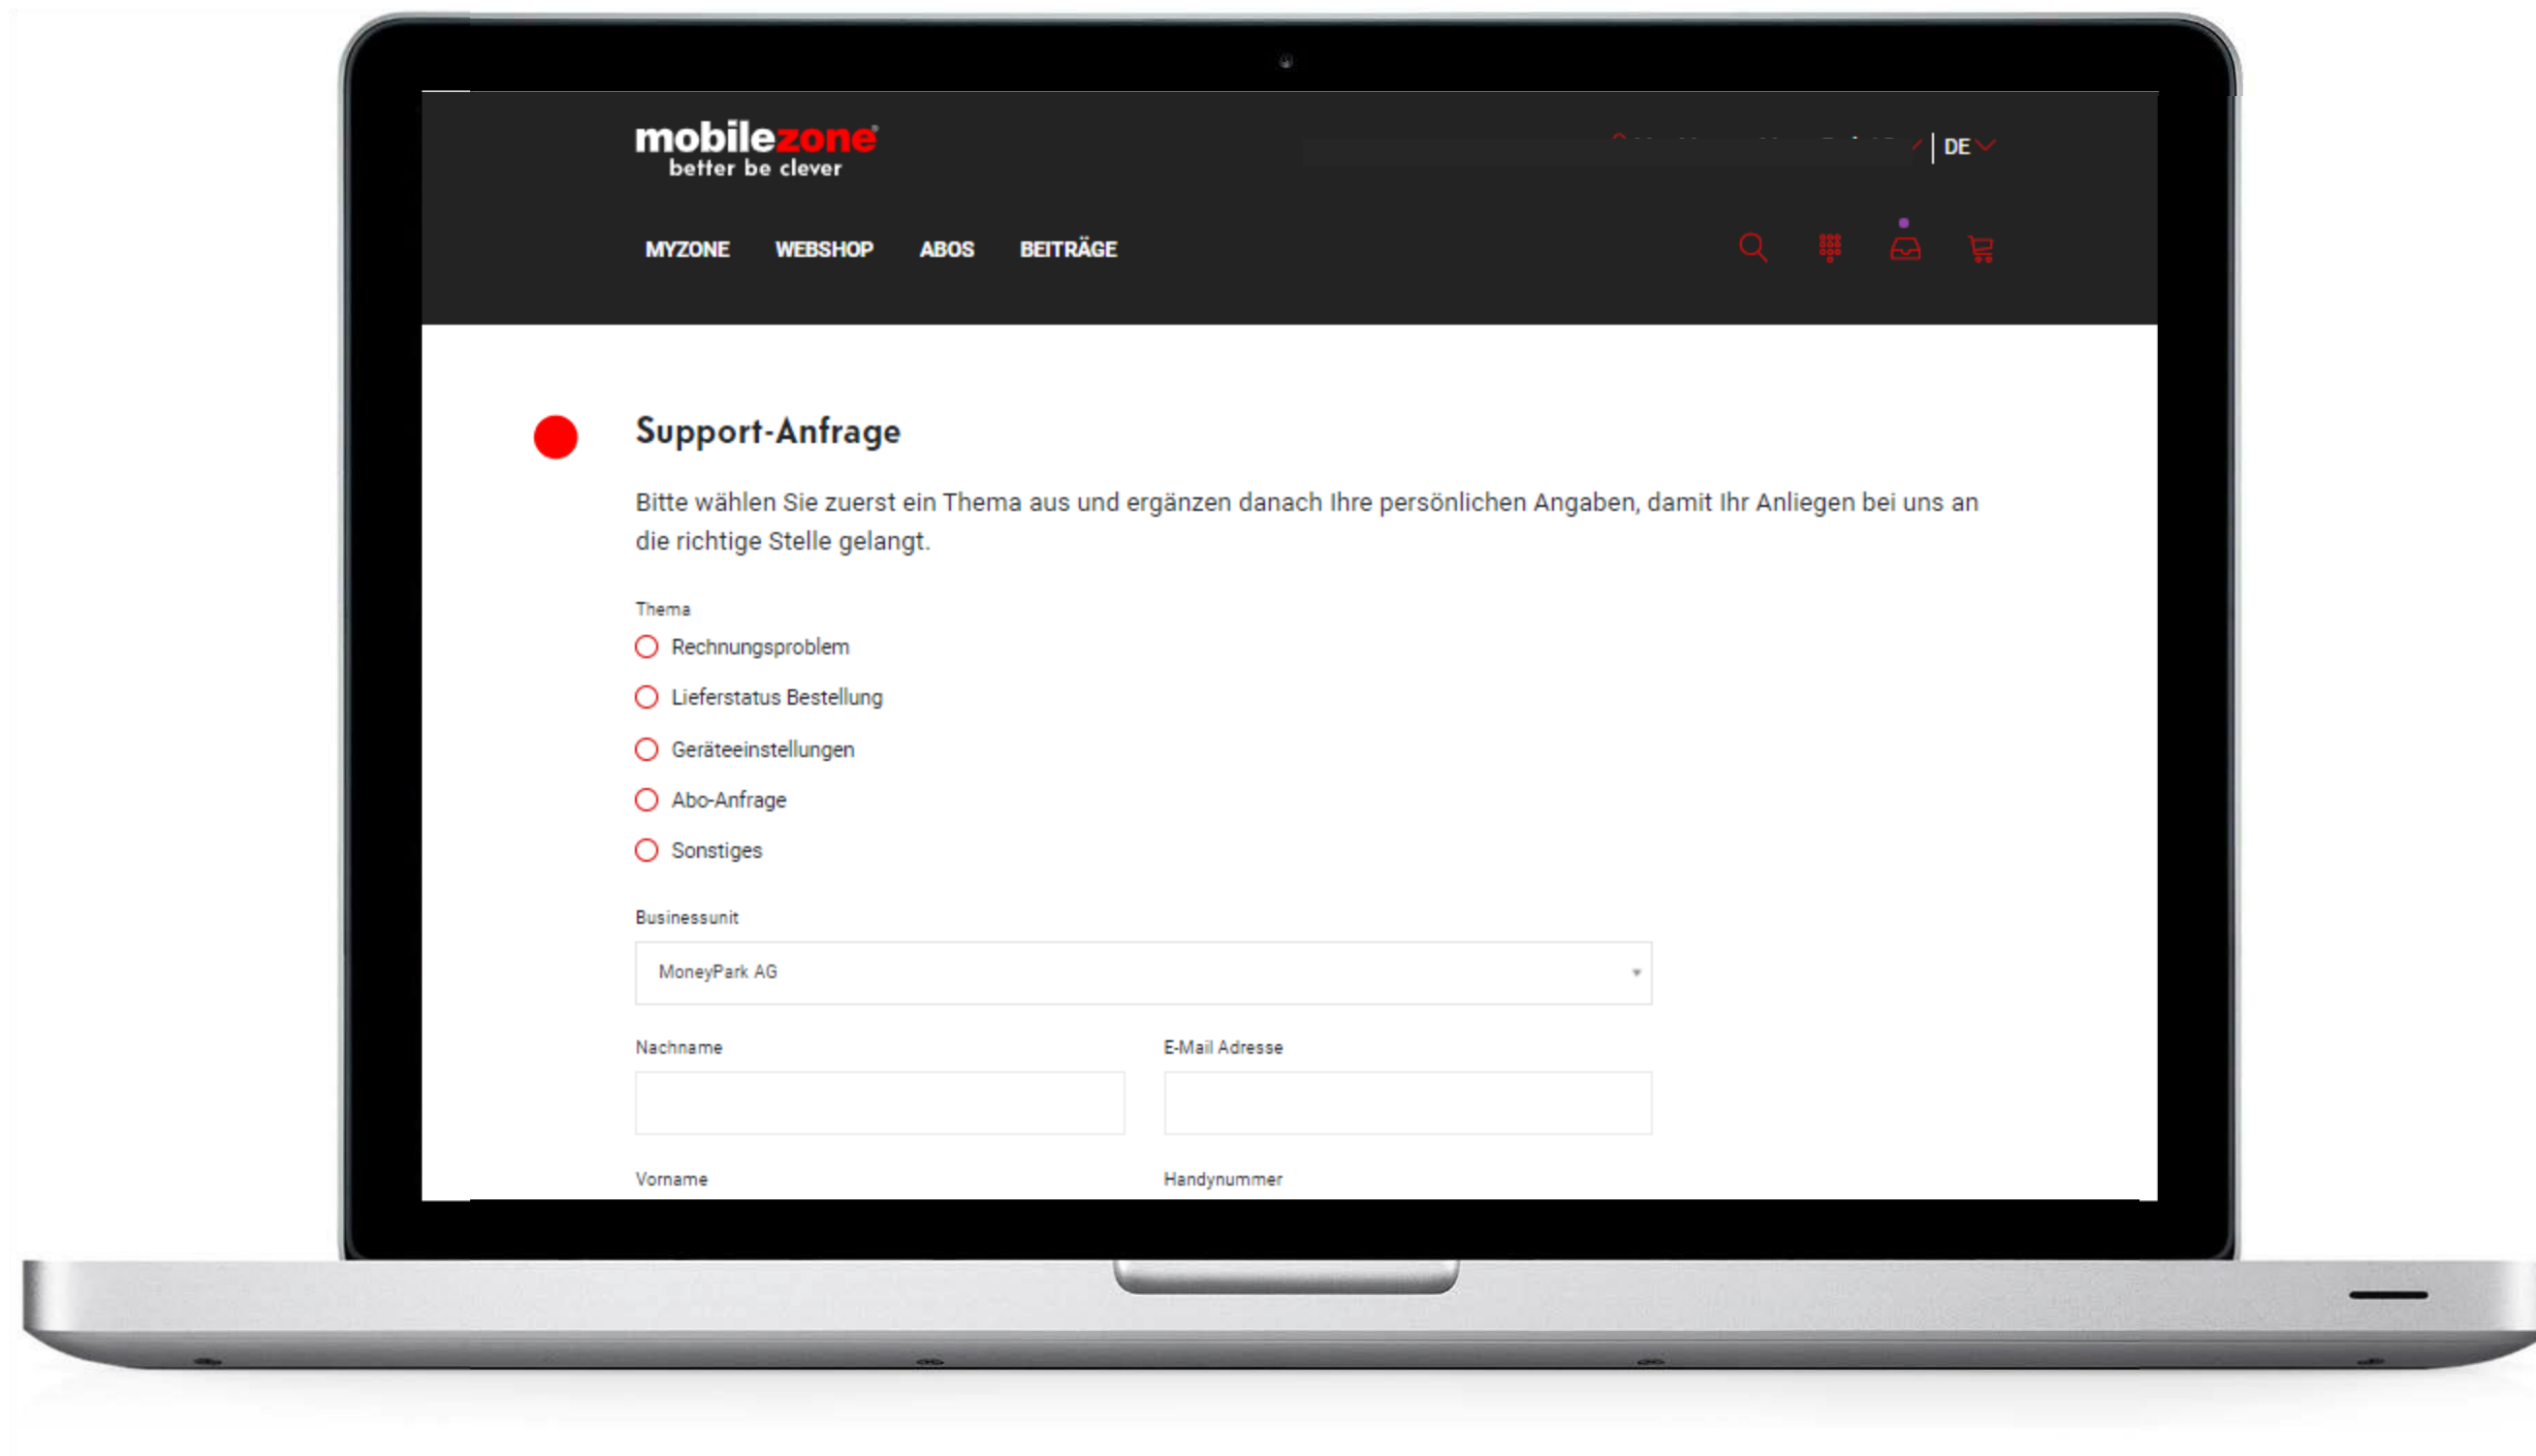 mobilezone
better be clever
DE
MYZONE WEBSHOP ABOS BEITRÄGE
Support-Anfrage
Bitte wählen Sie zuerst ein Thema aus und ergänzen danach Ihre persönlichen Angaben, damit Ihr Anliegen bei uns an
die richtige Stelle gelangt.
Thema
Rechnungsproblem
Lieferstatus Bestellung
Geräteeinstellungen
Abo-Anfrage
Sonstiges
Businessunit
MoneyPark AG
Nachname E-Mail Adresse
Vorname Handynummer